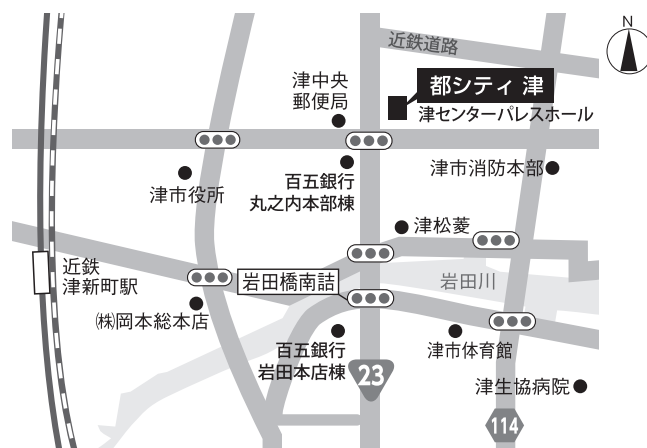 N
近鉄道路
都シティ 津
津センターパレスホール
津中央
郵便局
百五銀行
丸之内本部棟
津市消防本部
津市役所
津松菱
近鉄
津新町駅
岩田橋南詰
岩田川
㈱岡本総本店
百五銀行
岩田本店棟
23
津市体育館
津生協病院
114